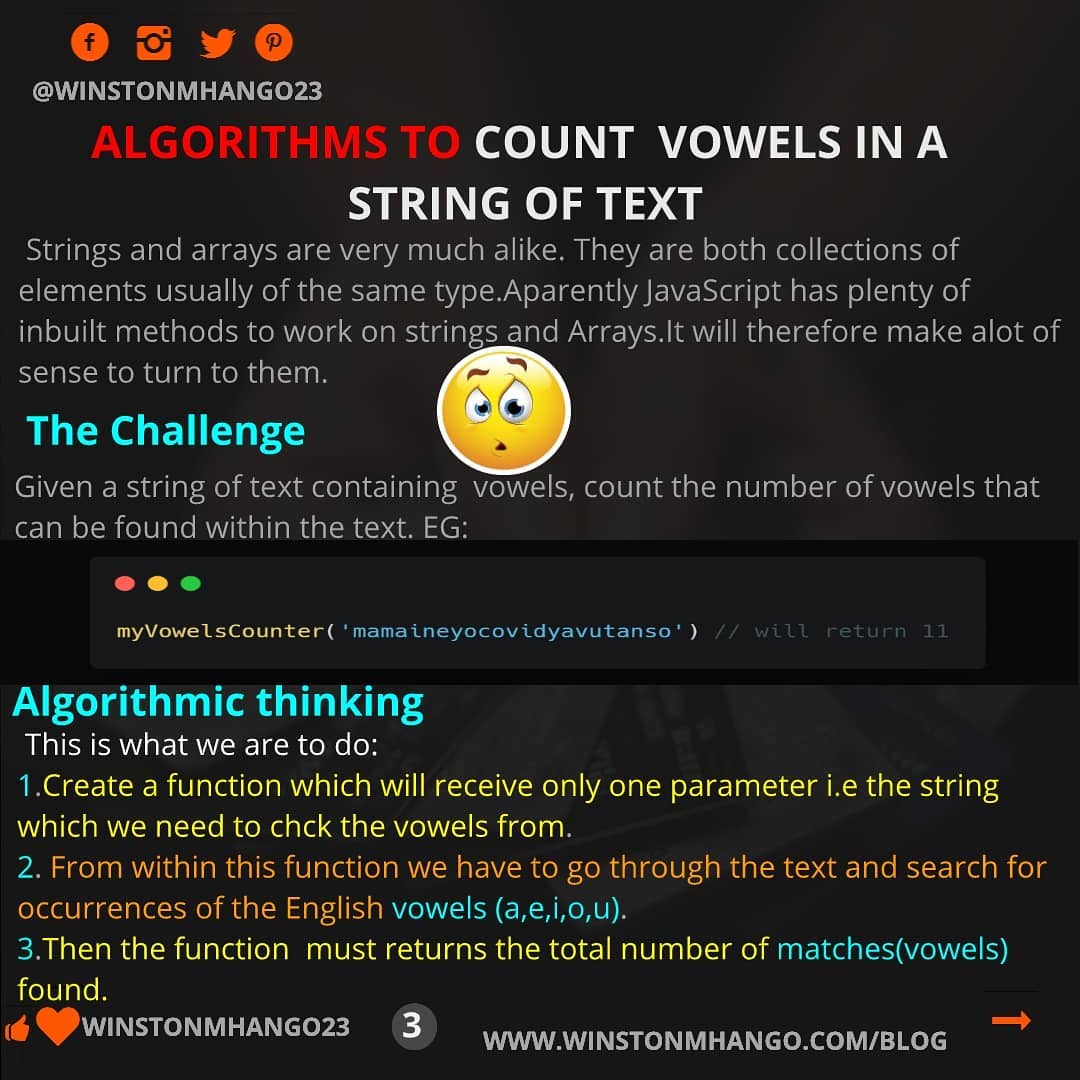 @WINSTONMHANGO23
ALGORITHMS TO COUNT VOWELS IN A
STRING OF TEXT
Strings and arrays are very much alike. They are both collections of
elements usually of the same type.Aparently JavaScript has plenty of
inbuilt methods to work on strings and Arrays.It will therefore make alot of
sense to turn to them.
The Challenge
Given a string of text containing vowels, count the number of vowels that
can be found within the text. EG:
myVowelsCounter('mamaineyocovidyavutanso') // will return 11
Algorithmic thinking
This is what we are to do:
1.Create a function which will receive only one parameter i.e the string
which we need to chck the vowels from.
2. From within this function we have to go through the text and search for
occurrences of the English vowels (a,e,i,o,u).
3.Then the function must returns the total number of matches(vowels)
found.
WINSTONMHANGO23
3
WWW.WINSTONMHANGO.COM/BLOG